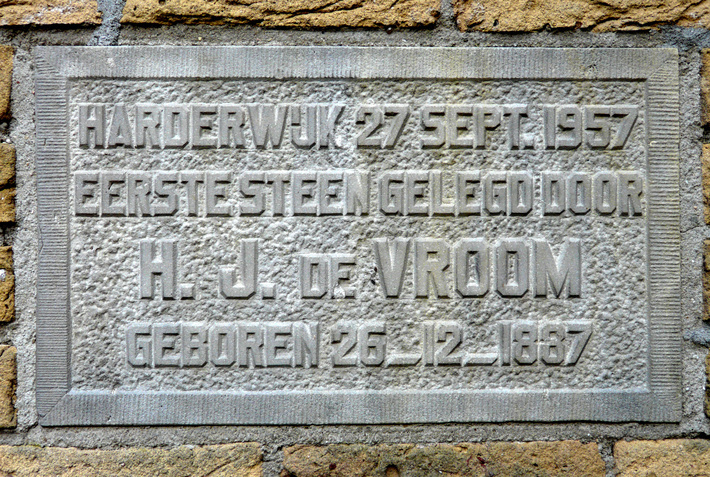 HARDERWIJK 27 SEPT. 1957
EERSTE STEEN GELEGD DOOR
H. J. DE VROOM
GEBOREN 26_12_1887